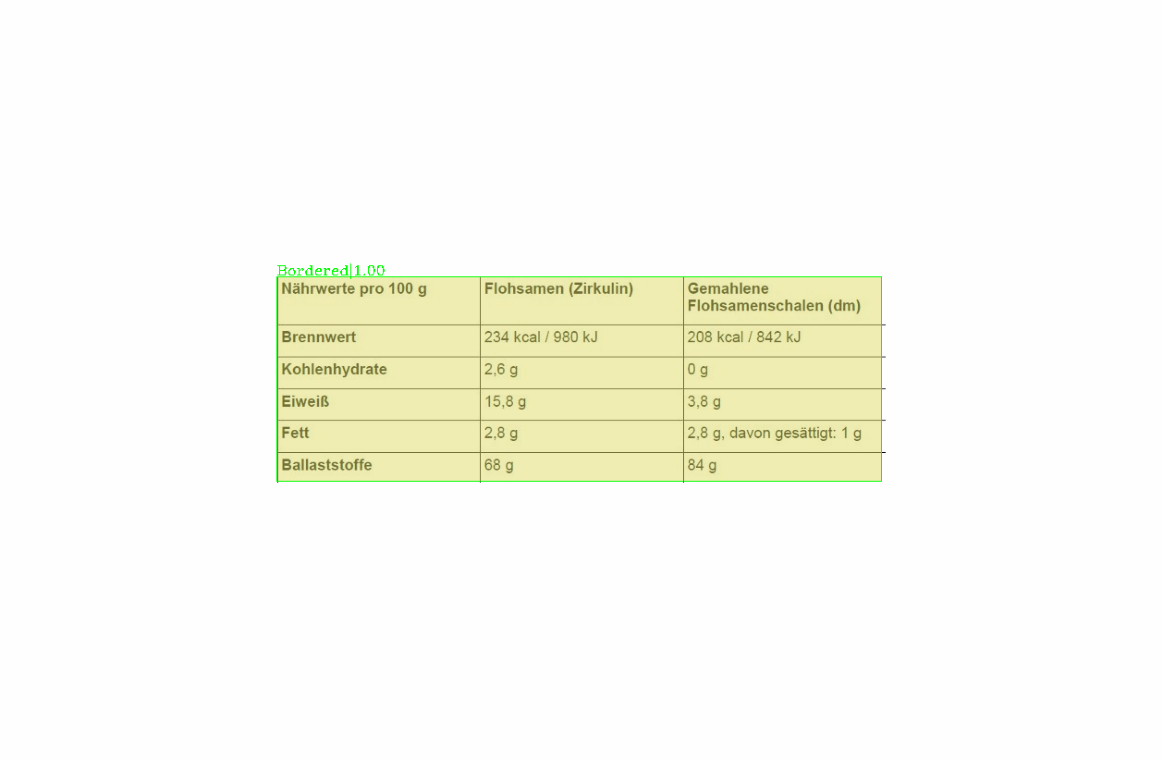 Bordered|1.00
Nährwerte pro 100 g Flohsamen (Zirkulin) Gemahlene
Flohsamenschalen (dm)
Brennwert 234 kcal / 980 kJ 208 kcal / 842 kJ
Kohlenhydrate 2,6 g 0 g
Eiweiß 15,8 g 3,8 g
Fett 2,8 g 2,8 g, davon gesättigt: 1 g
Ballaststoffe 68 g 84 g